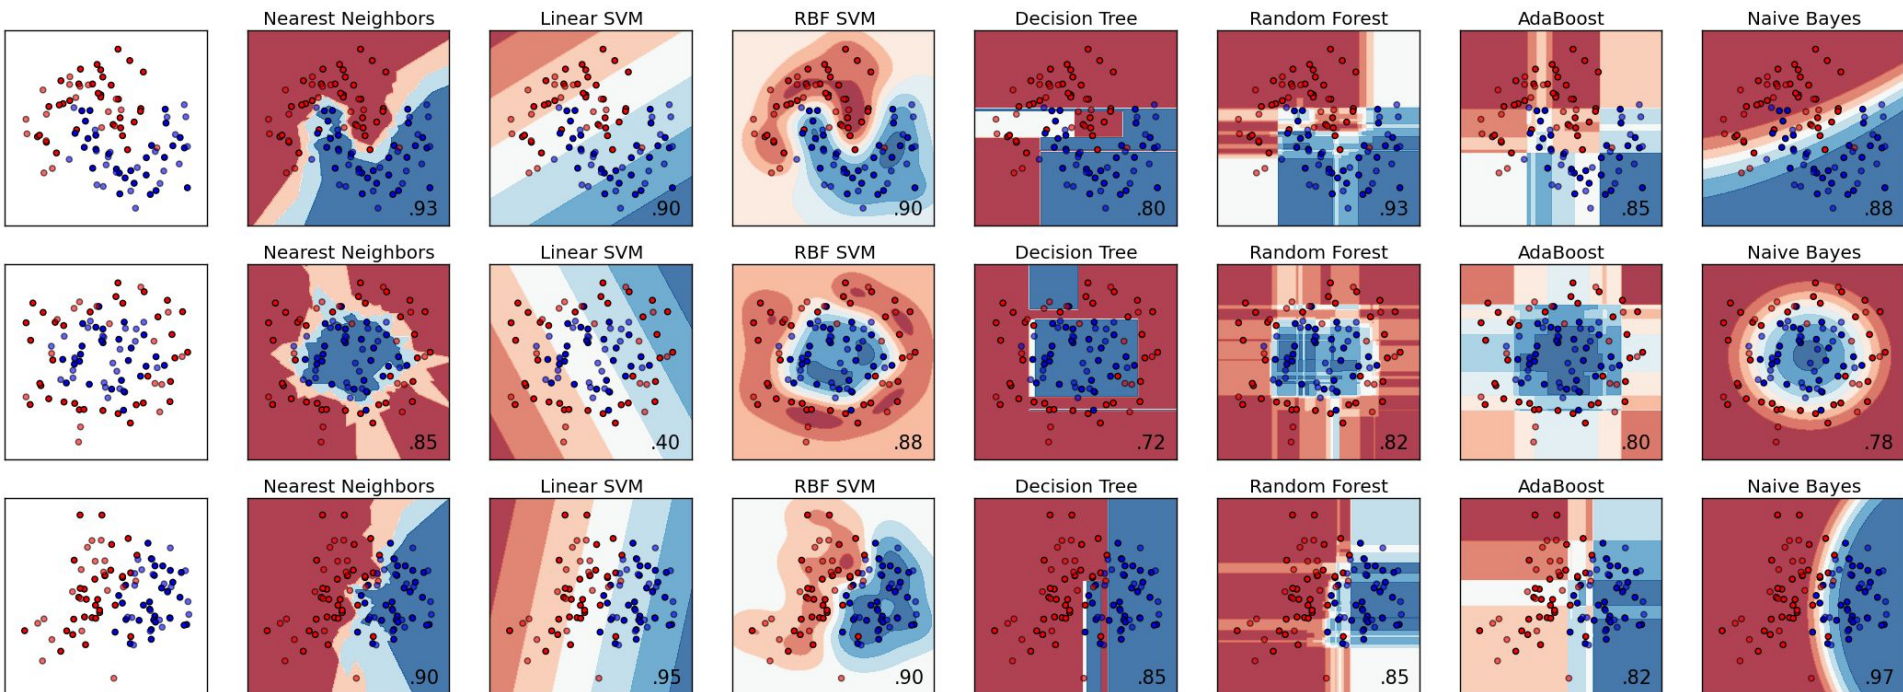 Nearest Neighbors Linear SVM RBF SVM Decision Tree Random Forest AdaBoost Naive Bayes
.93 .90 .90 .80 .93 .85 .88
Nearest Neighbors Linear SVM RBF SVM Decision Tree Random Forest AdaBoost Naive Bayes
.85 .40 .88 .72 .82 .80 .78
Nearest Neighbors Linear SVM RBF SVM Decision Tree Random Forest AdaBoost Naive Bayes
.90 .95 .90 .85 .85 .82 .97